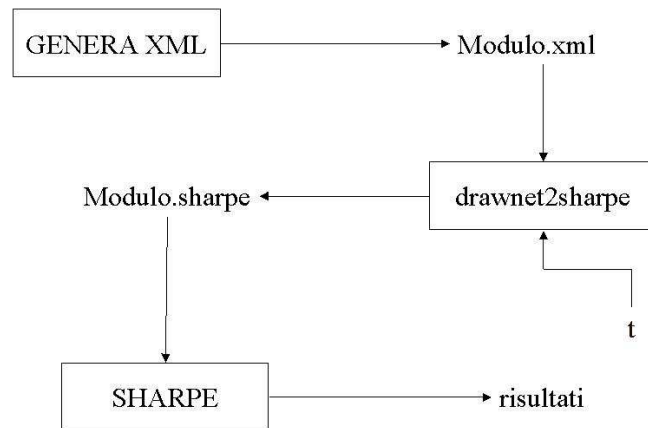 GENERA XML
Modulo.xml
Modulo.sharpe
drawnet2sharpe
t
SHARPE
risultati